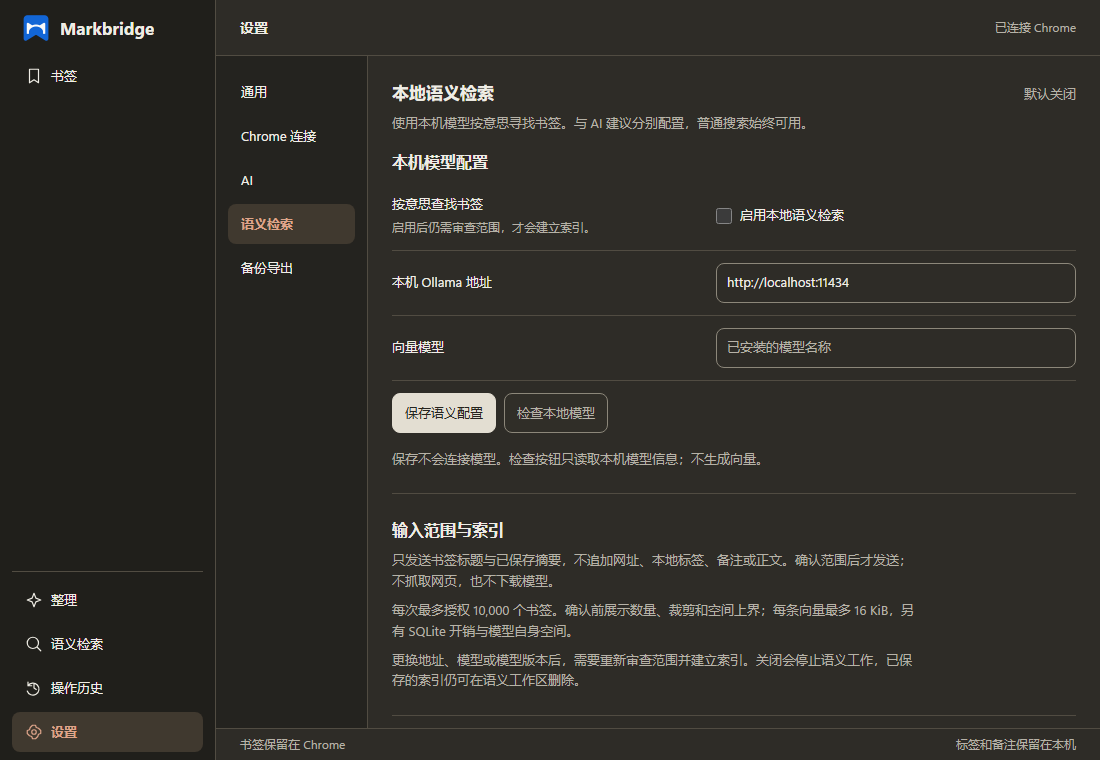 Markbridge
书签
整理
语义检索
操作历史
设置
设置
已连接 Chrome
通用
Chrome 连接
AI
语义检索
备份导出
本地语义检索
默认关闭
使用本机模型按意思寻找书签。与 AI 建议分别配置，普通搜索始终可用。
本机模型配置
按意思查找书签
启用后仍需审查范围，才会建立索引。
启用本地语义检索
本机 Ollama 地址
http://localhost:11434
向量模型
已安装的模型名称
保存语义配置
检查本地模型
保存不会连接模型。检查按钮只读取本机模型信息；不生成向量。
输入范围与索引
只发送书签标题与已保存摘要，不追加网址、本地标签、备注或正文。确认范围后才发送；
不抓取网页，也不下载模型。
每次最多授权 10,000 个书签。确认前展示数量、裁剪和空间上界；每条向量最多 16 KiB，另
有 SQLite 开销与模型自身空间。
更换地址、模型或模型版本后，需要重新审查范围并建立索引。关闭会停止语义工作，已保
存的索引仍可在语义工作区删除。
书签保留在 Chrome
标签和备注保留在本机